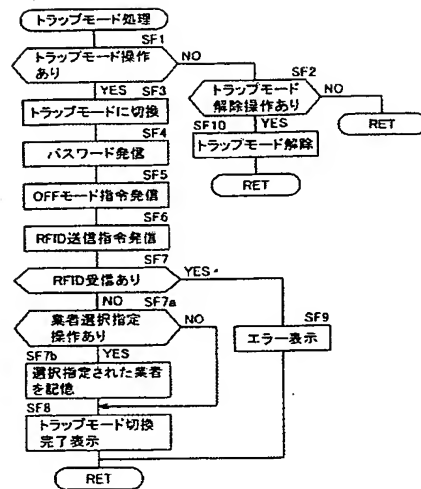 トラップモード処理
SF1
トラップモード操作
あり
NO
YES
SF2
トラップモード
解除操作あり
NO
RET
YES
SF10
トラップモード解除
RET
SF3
トラップモードに切換
SF4
パスワード発信
SF5
OFFモード指令発信
SF6
RFID送信指令発信
SF7
RFID受信あり
YES
NO
SF9
エラー表示
SF7a
業者選択指定
操作あり
NO
YES
SF7b
選択指定された業者
を記憶
SF8
トラップモード切換
完了表示
RET